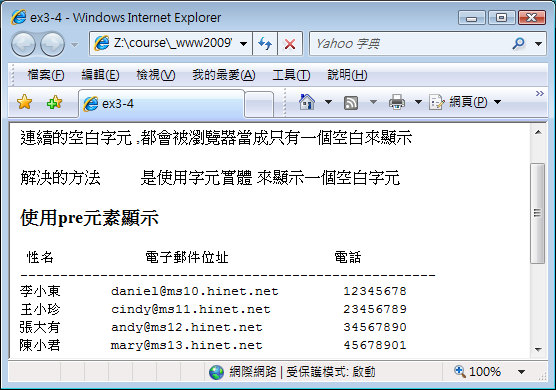 ex3-4 - Windows Internet Explorer
Z:\course\_www2009\
Yahoo 字典
檔案(F) 編輯(E) 檢視(V) 我的最愛(A) 工具(T) 說明(H)
ex3-4 網頁(P)
連續的空白字元 ,都會被瀏覽器當成只有一個空白來顯示
解決的方法 是使用字元實體 來顯示一個空白字元
使用pre元素顯示
性名 電子郵件位址 電話
----------------------------------------------------
李小東 daniel@ms10.hinet.net 12345678
王小珍 cindy@ms11.hinet.net 23456789
張大有 andy@ms12.hinet.net 34567890
陳小君 mary@ms13.hinet.net 45678901
網際網路 | 受保護模式: 啟動 100%